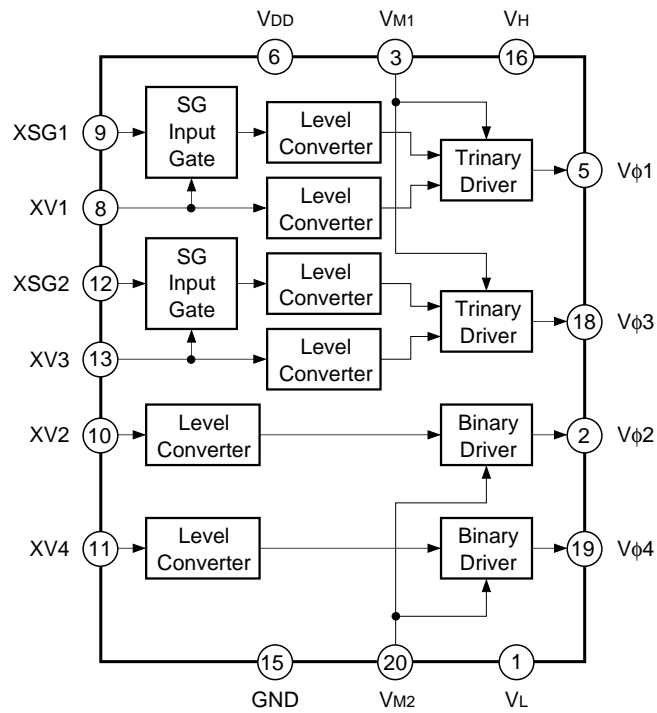 VDD
VM1
VH
6
3
16
XSG1
9
SG
Input
Gate
Level
Converter
Trinary
Driver
5
Vϕ1
XV1
8
Level
Converter
XSG2
12
SG
Input
Gate
Level
Converter
Trinary
Driver
18
Vϕ3
XV3
13
Level
Converter
XV2
10
Level
Converter
Binary
Driver
2
Vϕ2
XV4
11
Level
Converter
Binary
Driver
19
Vϕ4
15
20
1
GND
VM2
VL